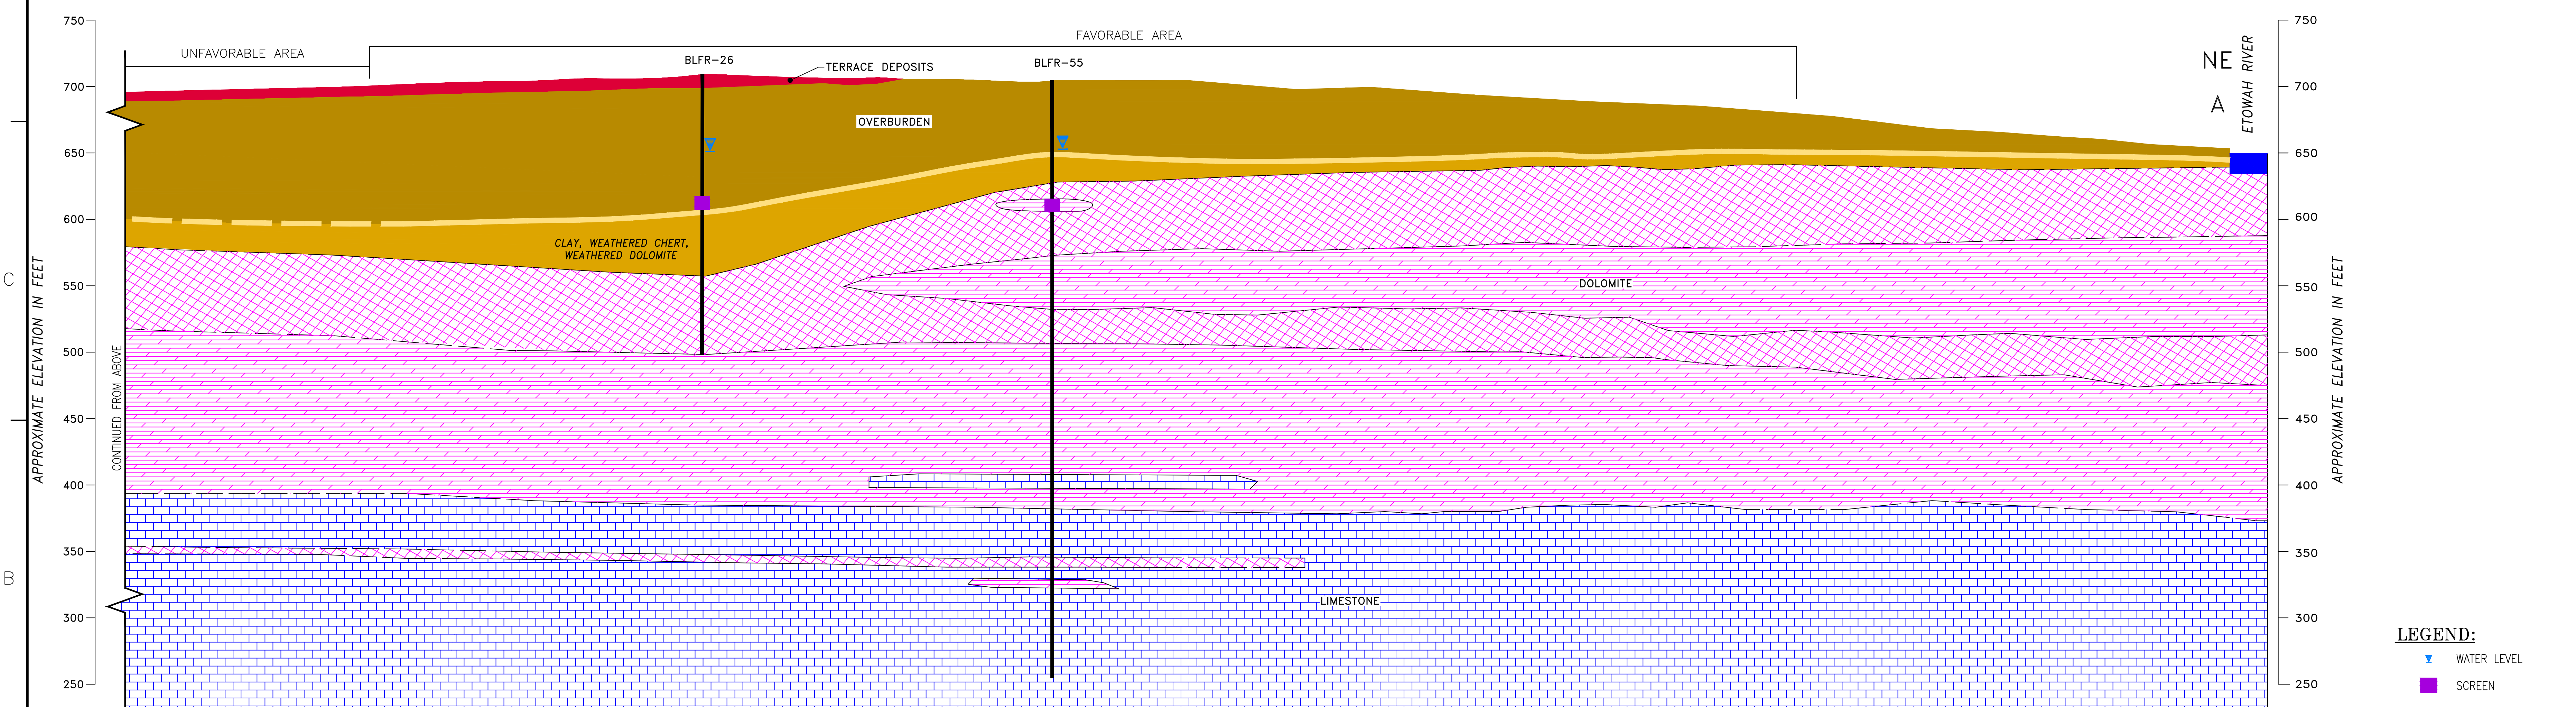 750
700
650
600
550
500
450
400
350
300
250
APPROXIMATE ELEVATION IN FEET
C
B
CONTINUED FROM ABOVE
UNFAVORABLE AREA
FAVORABLE AREA
BLFR-26
TERRACE DEPOSITS
BLFR-55
OVERBURDEN
CLAY, WEATHERED CHERT,
WEATHERED DOLOMITE
DOLOMITE
LIMESTONE
NE
A
ETOWAH RIVER
750
700
650
600
550
500
450
400
350
300
250
APPROXIMATE ELEVATION IN FEET
LEGEND:
WATER LEVEL
SCREEN